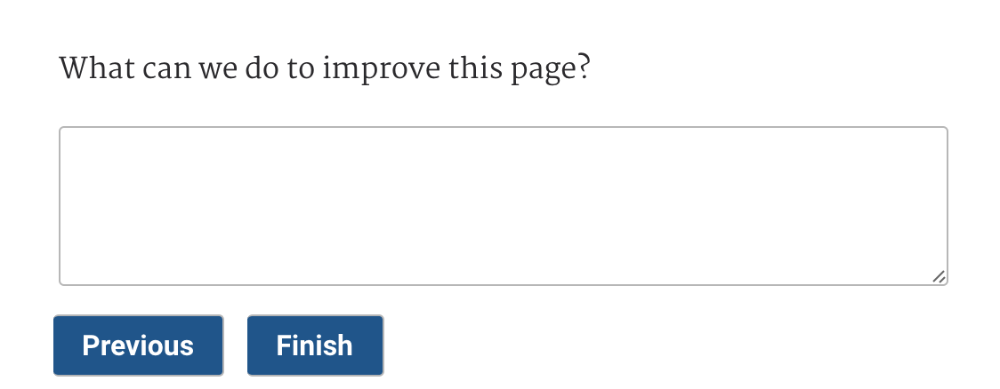 What can we do to improve this page?
Previous
Finish